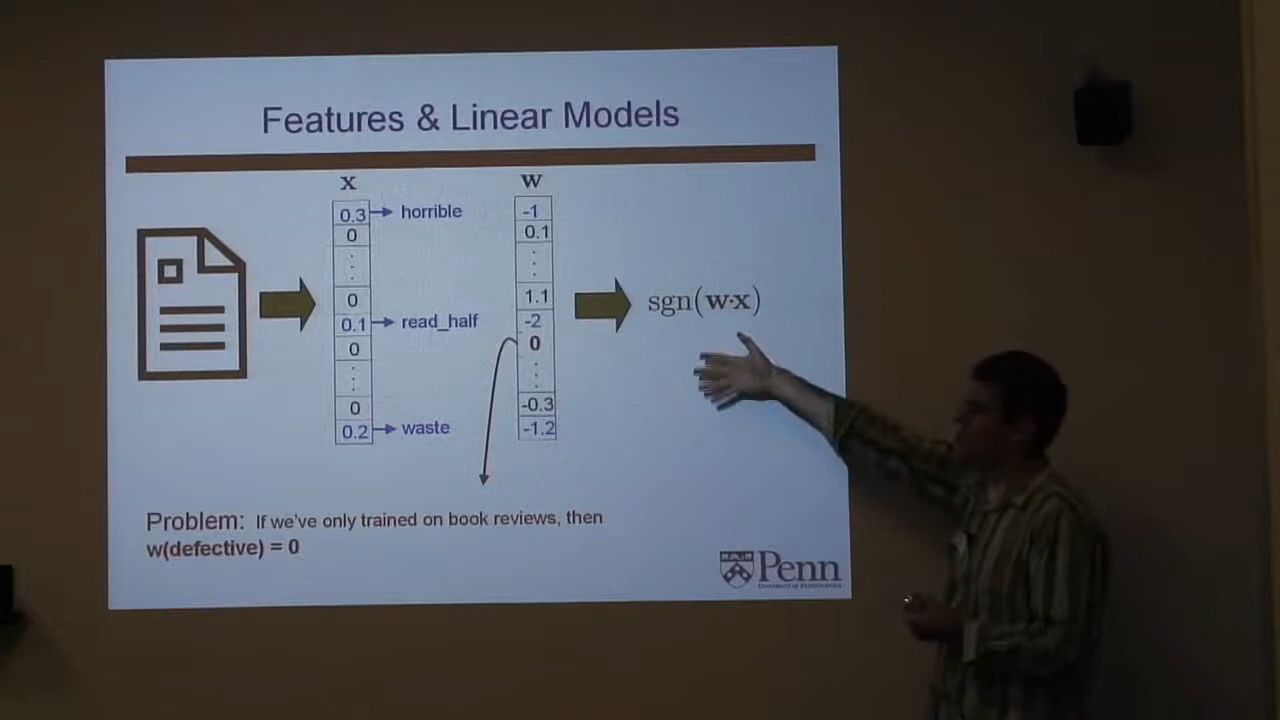 Features & Linear Models
x
w
0.3
horrible
-1
0
0.1
0
1.1
0.1
read_half
-2
0
0
sgn(w·x)
0
-0.3
0.2
waste
-1.2
Problem: If we've only trained on book reviews, then
w(defective) = 0
Penn
UNIVERSITY OF PENNSYLVANIA